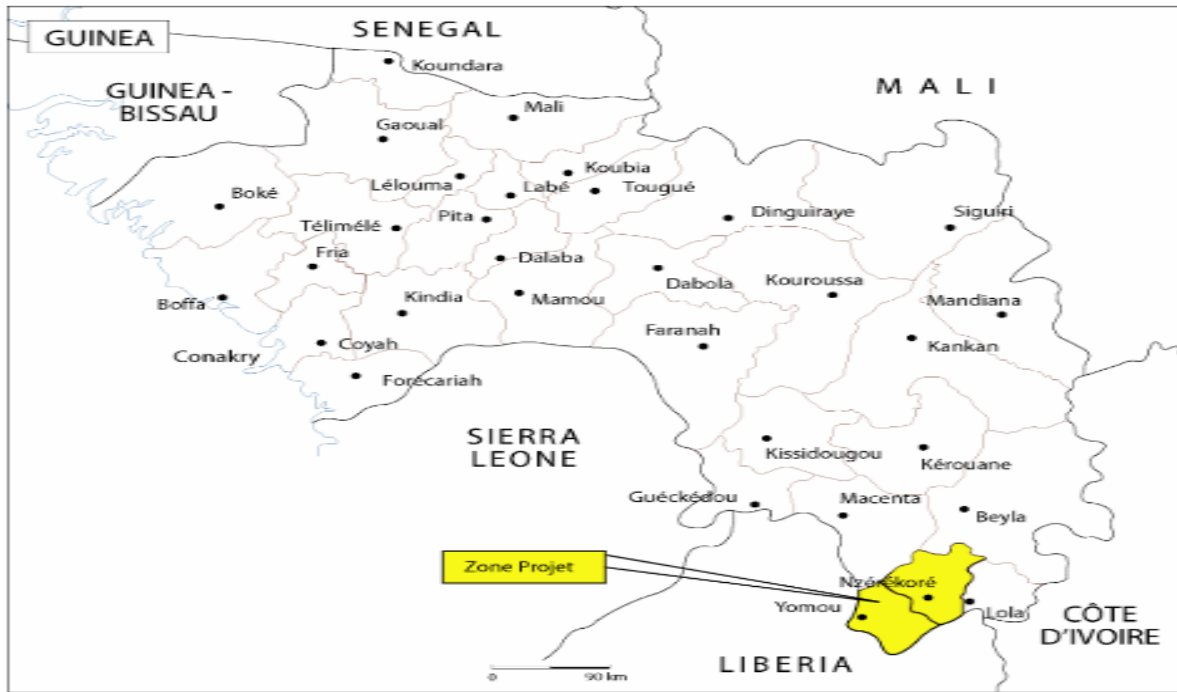 SENEGAL
GUINEA
Koundara
GUINEA -
BISSAU
MALI
Mali
Gaoual
Koubia
Lélouma
Labé
Tougué
Boké
Pita
Télimélé
Dinguiraye
Siguiri
Fria
Dalaba
Dabola
Kouroussa
Boffa
Kindia
Mamou
Mandiana
Faranah
Conakry
Coyah
Kankan
Forécariah
SIERRA
LEONE
Kissidougou
Kérouane
Guéckédou
Macenta
Beyla
Zone Projet
Nzérékoré
Yomou
Lola
CÔTE
D'IVOIRE
LIBERIA
0 90 km